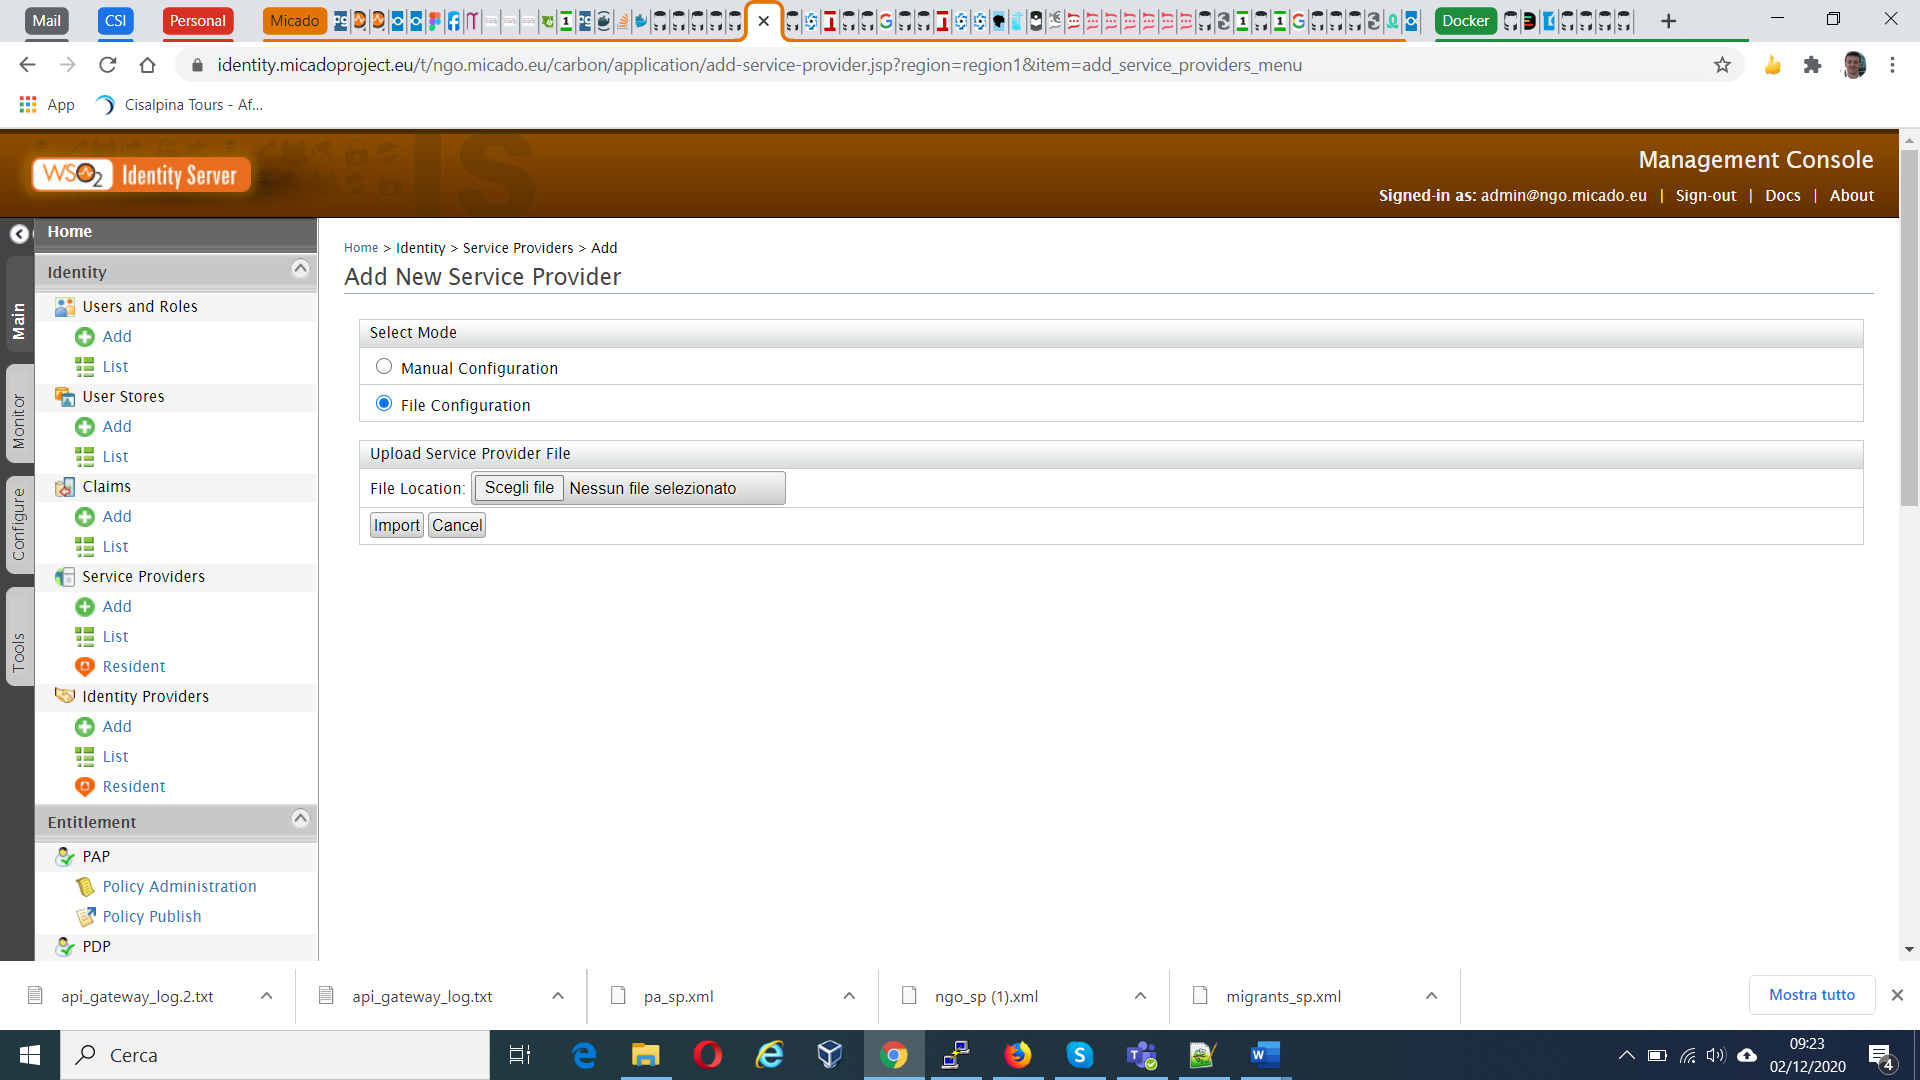 Mail
CSI
Personal
Micado
Docker
identity.micadoproject.eu/t/ngo.micado.eu/carbon/application/add-service-provider.jsp?region=region1&item=add_service_providers_menu
App
Cisalpina Tours - Af...
WSO2 Identity Server
Management Console
Signed-in as: admin@ngo.micado.eu | Sign-out | Docs | About
Main
Monitor
Configure
Tools
Home
Identity
Users and Roles
Add
List
User Stores
Add
List
Claims
Add
List
Service Providers
Add
List
Resident
Identity Providers
Add
List
Resident
Entitlement
PAP
Policy Administration
Policy Publish
PDP
Home > Identity > Service Providers > Add
Add New Service Provider
Select Mode
Manual Configuration
File Configuration
Upload Service Provider File
File Location: Scegli file Nessun file selezionato
Import Cancel
api_gateway_log.2.txt
api_gateway_log.txt
pa_sp.xml
ngo_sp (1).xml
migrants_sp.xml
Mostra tutto
Cerca
09:23
02/12/2020
4